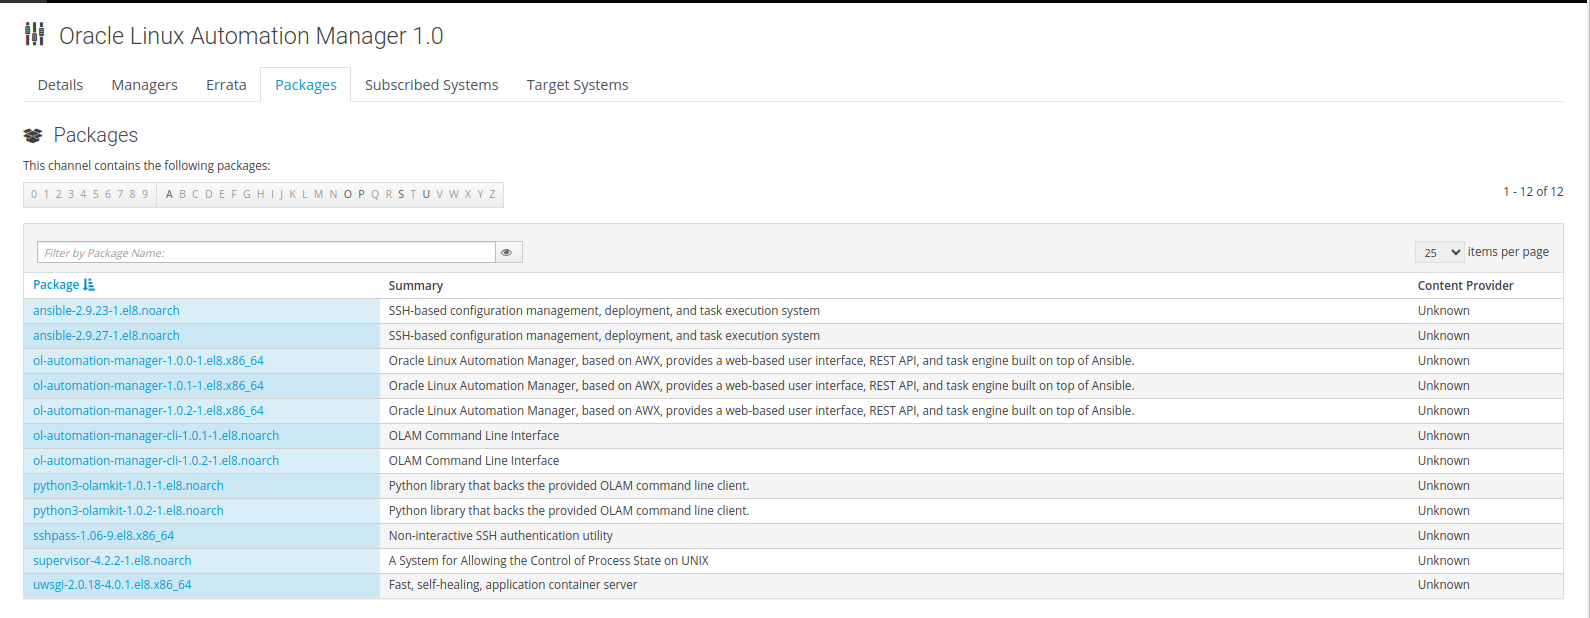 Oracle Linux Automation Manager 1.0
Details Managers Errata Packages Subscribed Systems Target Systems
Packages
This channel contains the following packages:
0 1 2 3 4 5 6 7 8 9 A B C D E F G H I J K L M N O P Q R S T U V W X Y Z
1 - 12 of 12
Filter by Package Name:
25 items per page
Package Summary Content Provider
ansible-2.9.23-1.el8.noarch SSH-based configuration management, deployment, and task execution system Unknown
ansible-2.9.27-1.el8.noarch SSH-based configuration management, deployment, and task execution system Unknown
ol-automation-manager-1.0.0-1.el8.x86_64 Oracle Linux Automation Manager, based on AWX, provides a web-based user interface, REST API, and task engine built on top of Ansible. Unknown
ol-automation-manager-1.0.1-1.el8.x86_64 Oracle Linux Automation Manager, based on AWX, provides a web-based user interface, REST API, and task engine built on top of Ansible. Unknown
ol-automation-manager-1.0.2-1.el8.x86_64 Oracle Linux Automation Manager, based on AWX, provides a web-based user interface, REST API, and task engine built on top of Ansible. Unknown
ol-automation-manager-cli-1.0.1-1.el8.noarch OLAM Command Line Interface Unknown
ol-automation-manager-cli-1.0.2-1.el8.noarch OLAM Command Line Interface Unknown
python3-olamkit-1.0.1-1.el8.noarch Python library that backs the provided OLAM command line client. Unknown
python3-olamkit-1.0.2-1.el8.noarch Python library that backs the provided OLAM command line client. Unknown
sshpass-1.06-9.el8.x86_64 Non-interactive SSH authentication utility Unknown
supervisor-4.2.2-1.el8.noarch A System for Allowing the Control of Process State on UNIX Unknown
uwsgi-2.0.18-4.0.1.el8.x86_64 Fast, self-healing, application container server Unknown